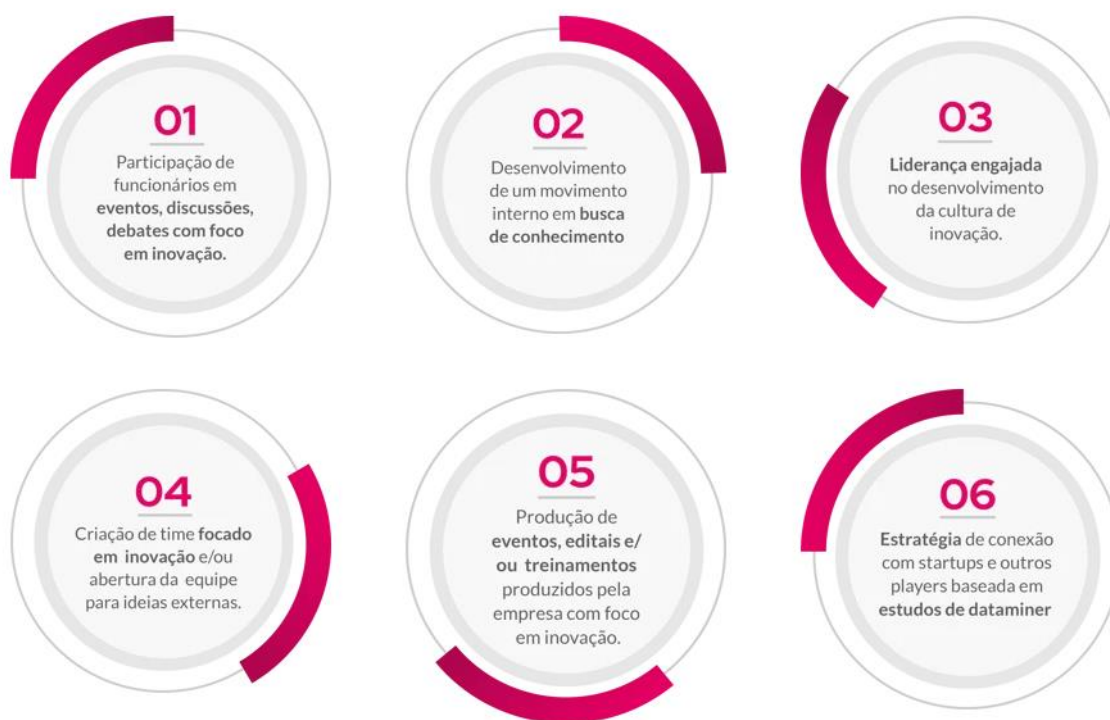 01
Participação de
funcionários em
eventos, discussões,
debates com foco
em inovação.
02
Desenvolvimento
de um movimento
interno em busca
de conhecimento
03
Liderança engajada
no desenvolvimento
da cultura de
inovação.
04
Criação de time focado
em inovação e/ou
abertura da equipe
para ideias externas.
05
Produção de
eventos, editais e/
ou treinamentos
produzidos pela
empresa com foco
em inovação.
06
Estratégia de conexão
com startups e outros
players baseada em
estudos de dataminer